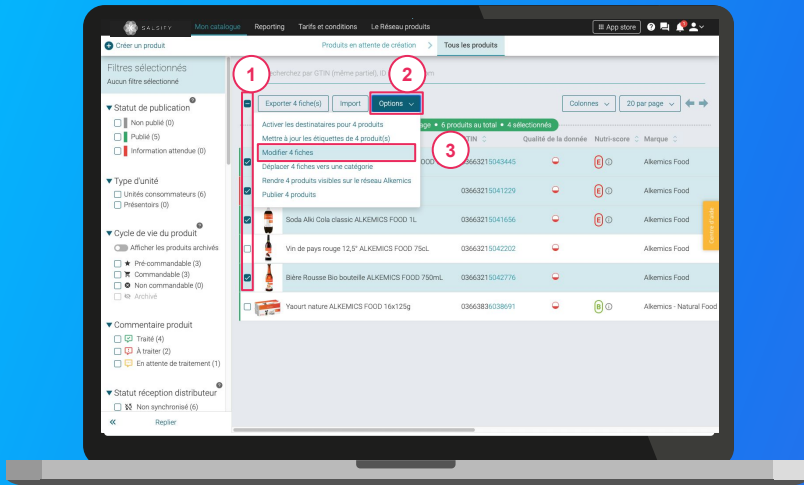 SALSIFY
Mon catalogue Reporting Tarifs et conditions Le Réseau produits
App store
Créer un produit
Produits en attente de création > Tous les produits
Filtres sélectionnés
Aucun filtre sélectionné
1
2
cherchez par GTIN (même partiel), ID
Exporter 4 fiche(s) Import Options Colonnes 20 par page
age • 6 produits au total • 4 sélectionnés
Activer les destinataires pour 4 produits
Mettre à jour les étiquettes de 4 produit(s)
Modifier 4 fiches
Déplacer 4 fiches vers une catégorie
Rendre 4 produits visibles sur le réseau Alkemics
Publier 4 produits
3
Qualité de la donnée Nutri-score Marque
03663215043445 E Alkemics Food
03663215041229 E Alkemics Food
Soda Alki Cola classic ALKEMICS FOOD 1L 03663215041656 E Alkemics Food
Vin de pays rouge 12,5° ALKEMICS FOOD 75cL 03663215042202 Alkemics Food
Bière Rousse Bio bouteille ALKEMICS FOOD 750mL 03663215042776 Alkemics Food
Yaourt nature ALKEMICS FOOD 16x125g 03663836038691 B Alkemics - Natural Food
Centre d'aide
Statut de publication
Non publié (0)
Publié (5)
Information attendue (0)
Type d'unité
Unités consommateurs (6)
Présentoirs (0)
Cycle de vie du produit
Afficher les produits archivés
Pré-commandable (3)
Commandable (3)
Non commandable (0)
Archivé
Commentaire produit
Traité (4)
À traiter (2)
En attente de traitement (1)
Statut réception distributeur
Non synchronisé (6)
Replier